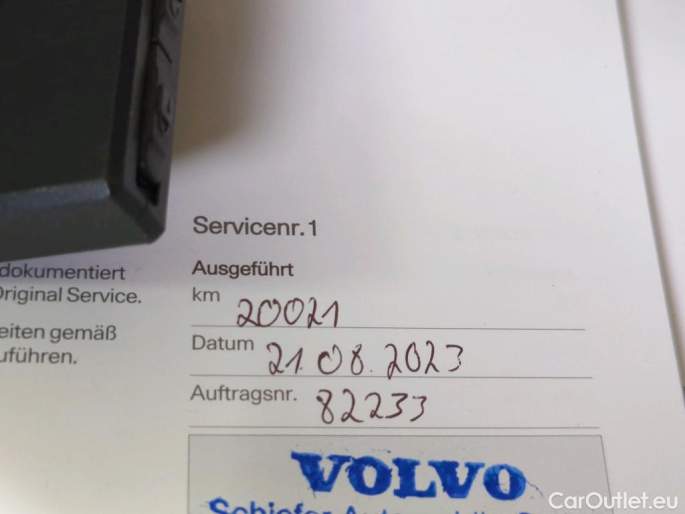 Servicenr. 1
dokumentiert
Original Service.
eiten gemäß
uführen.
Ausgeführt
km 20021
Datum 21.08.2023
Auftragsnr. 82233
VOLVO
CarOutlet.eu